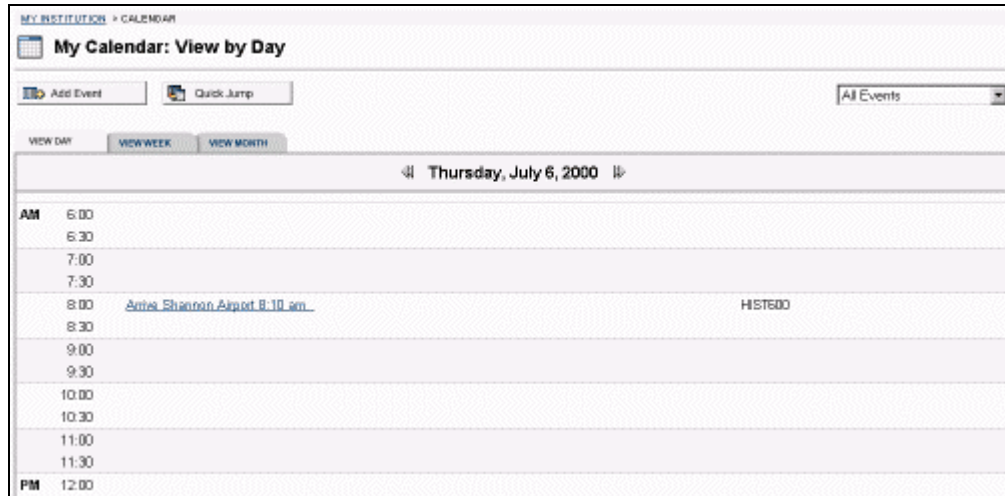 MY INSTITUTION > CALENDAR
My Calendar: View by Day
Add Event Quick Jump All Events
VIEW DAY VIEW WEEK VIEW MONTH
Thursday, July 6, 2000
AM 6:00
6:30
7:00
7:30
8:00 Arrive Shannon Airport 8:10 am HIST600
8:30
9:00
9:30
10:00
10:30
11:00
11:30
PM 12:00